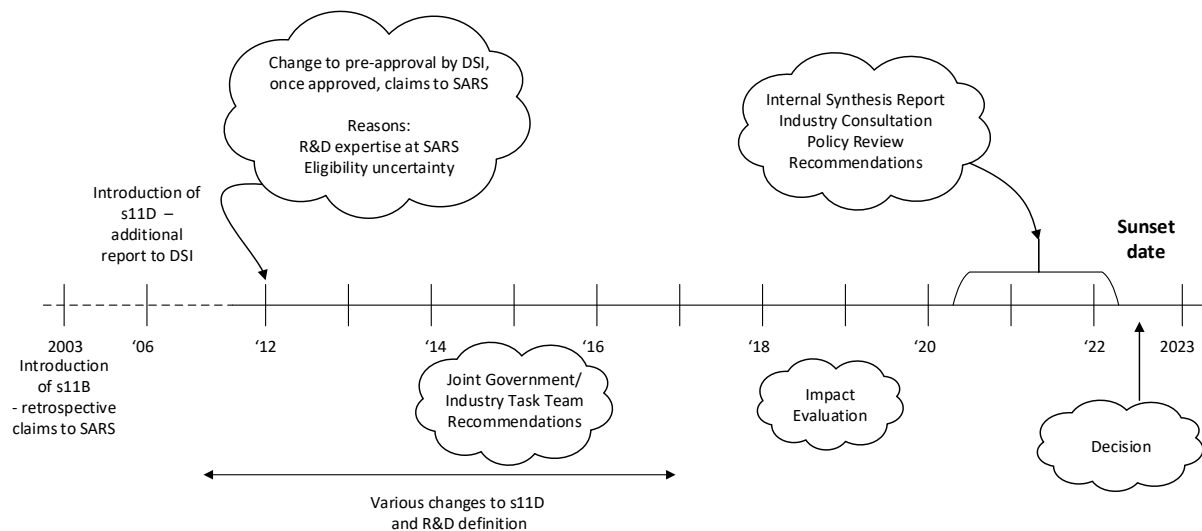 Change to pre-approval by DSI,
once approved, claims to SARS
Reasons:
R&D expertise at SARS
Eligibility uncertainty
Internal Synthesis Report
Industry Consultation
Policy Review
Recommendations
Introduction of
s11D –
additional
report to DSI
Sunset
date
2003
‘06
‘12
‘14
‘16
‘18
‘20
‘22
2023
Introduction
of s11B
- retrospective
claims to SARS
Joint Government/
Industry Task Team
Recommendations
Impact
Evaluation
Decision
Various changes to s11D
and R&D definition